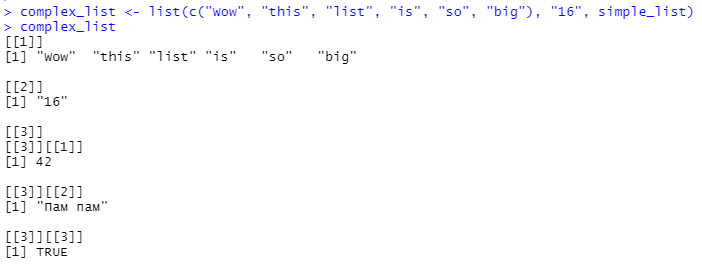 > complex_list <- list(c("Wow", "this", "list", "is", "so", "big"), "16", simple_list)
> complex_list
[[1]]
[1] "Wow"  "this" "list" "is"   "so"   "big" 

[[2]]
[1] "16"

[[3]]
[[3]][[1]]
[1] 42

[[3]][[2]]
[1] "Пам пам"

[[3]][[3]]
[1] TRUE